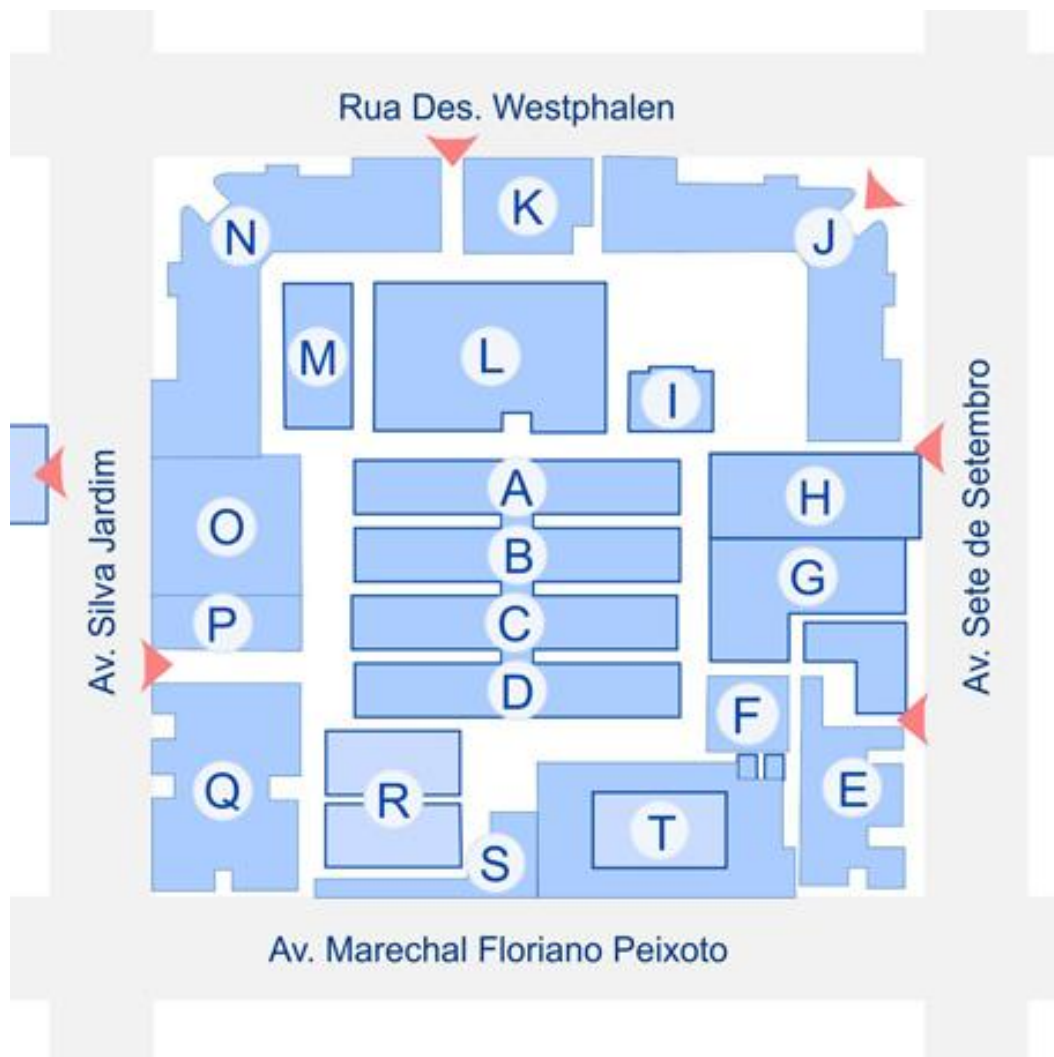 Rua Des. Westphalen
K
N
J
M
L
I
A
H
O
B
G
P
C
D
F
Q
R
E
T
S
Av. Silva Jardim
Av. Sete de Setembro
Av. Marechal Floriano Peixoto